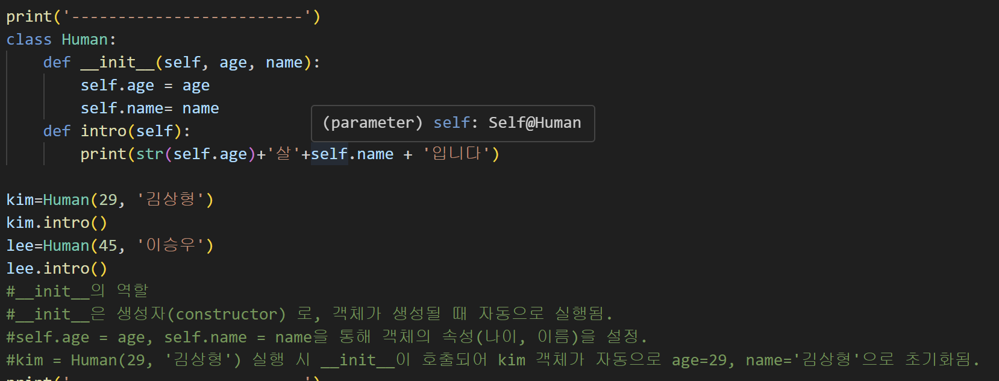 print('-------------------------')
class Human:
    def __init__(self, age, name):
        self.age = age
        self.name= name
(parameter) self: Self@Human
    def intro(self):
        print(str(self.age)+'살'+self.name + '입니다')
kim=Human(29, '김상형')
kim.intro()
lee=Human(45, '이승우')
lee.intro()
#__init__의 역할
#__init__은 생성자(constructor) 로, 객체가 생성될 때 자동으로 실행됨.
#self.age = age, self.name = name을 통해 객체의 속성(나이, 이름)을 설정.
#kim = Human(29, '김상형') 실행 시 __init__이 호출되어 kim 객체가 자동으로 age=29, name='김상형'으로 초기화됨.